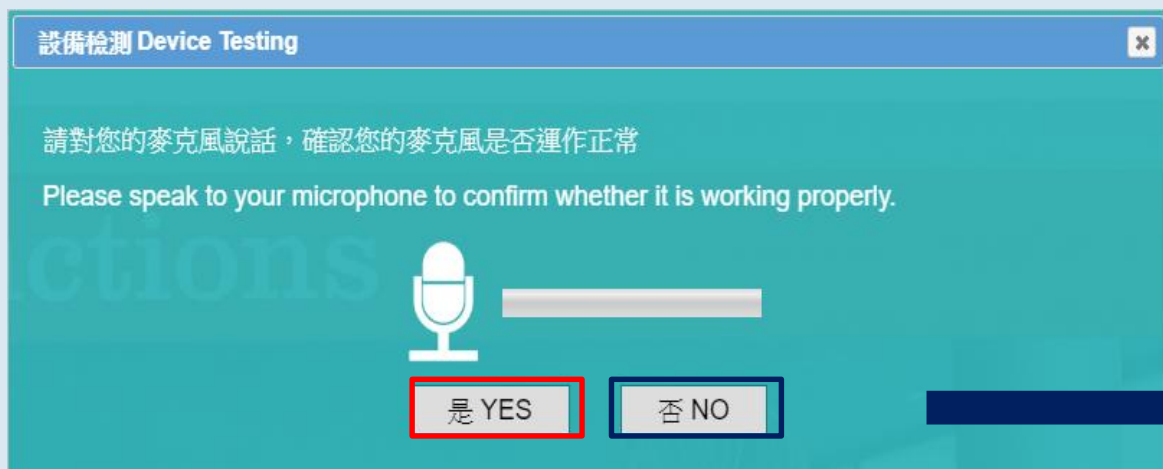 設備檢測 Device Testing
請對您的麥克風說話，確認您的麥克風是否運作正常
Please speak to your microphone to confirm whether it is working properly.
ctions
是 YES
否 NO